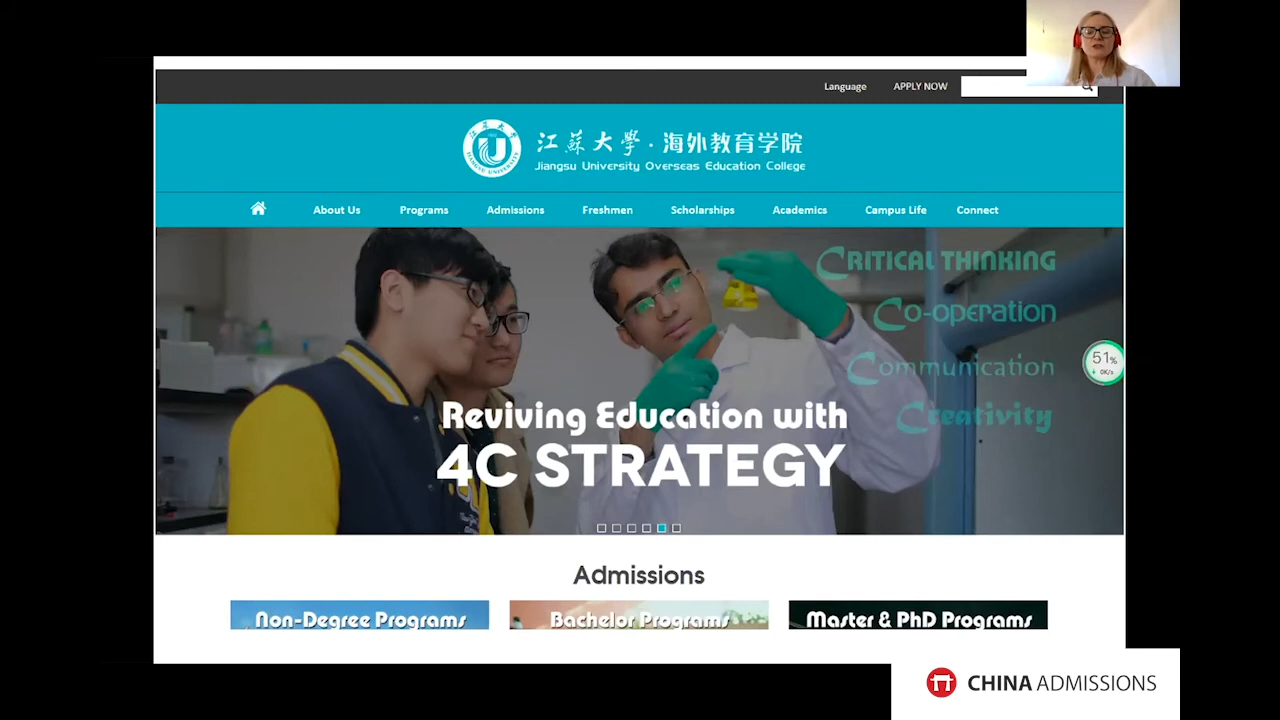 Language APPLY NOW
江蘇大學·海外教育学院
Jiangsu University Overseas Education College
About Us Programs Admissions Freshmen Scholarships Academics Campus Life Connect
CRITICAL THINKING
Co-operation
Communication
Creativity
51%
0K/s
Reviving Education with
4C STRATEGY
Admissions
Non-Degree Programs Bachelor Programs Master & PhD Programs
CHINA ADMISSIONS